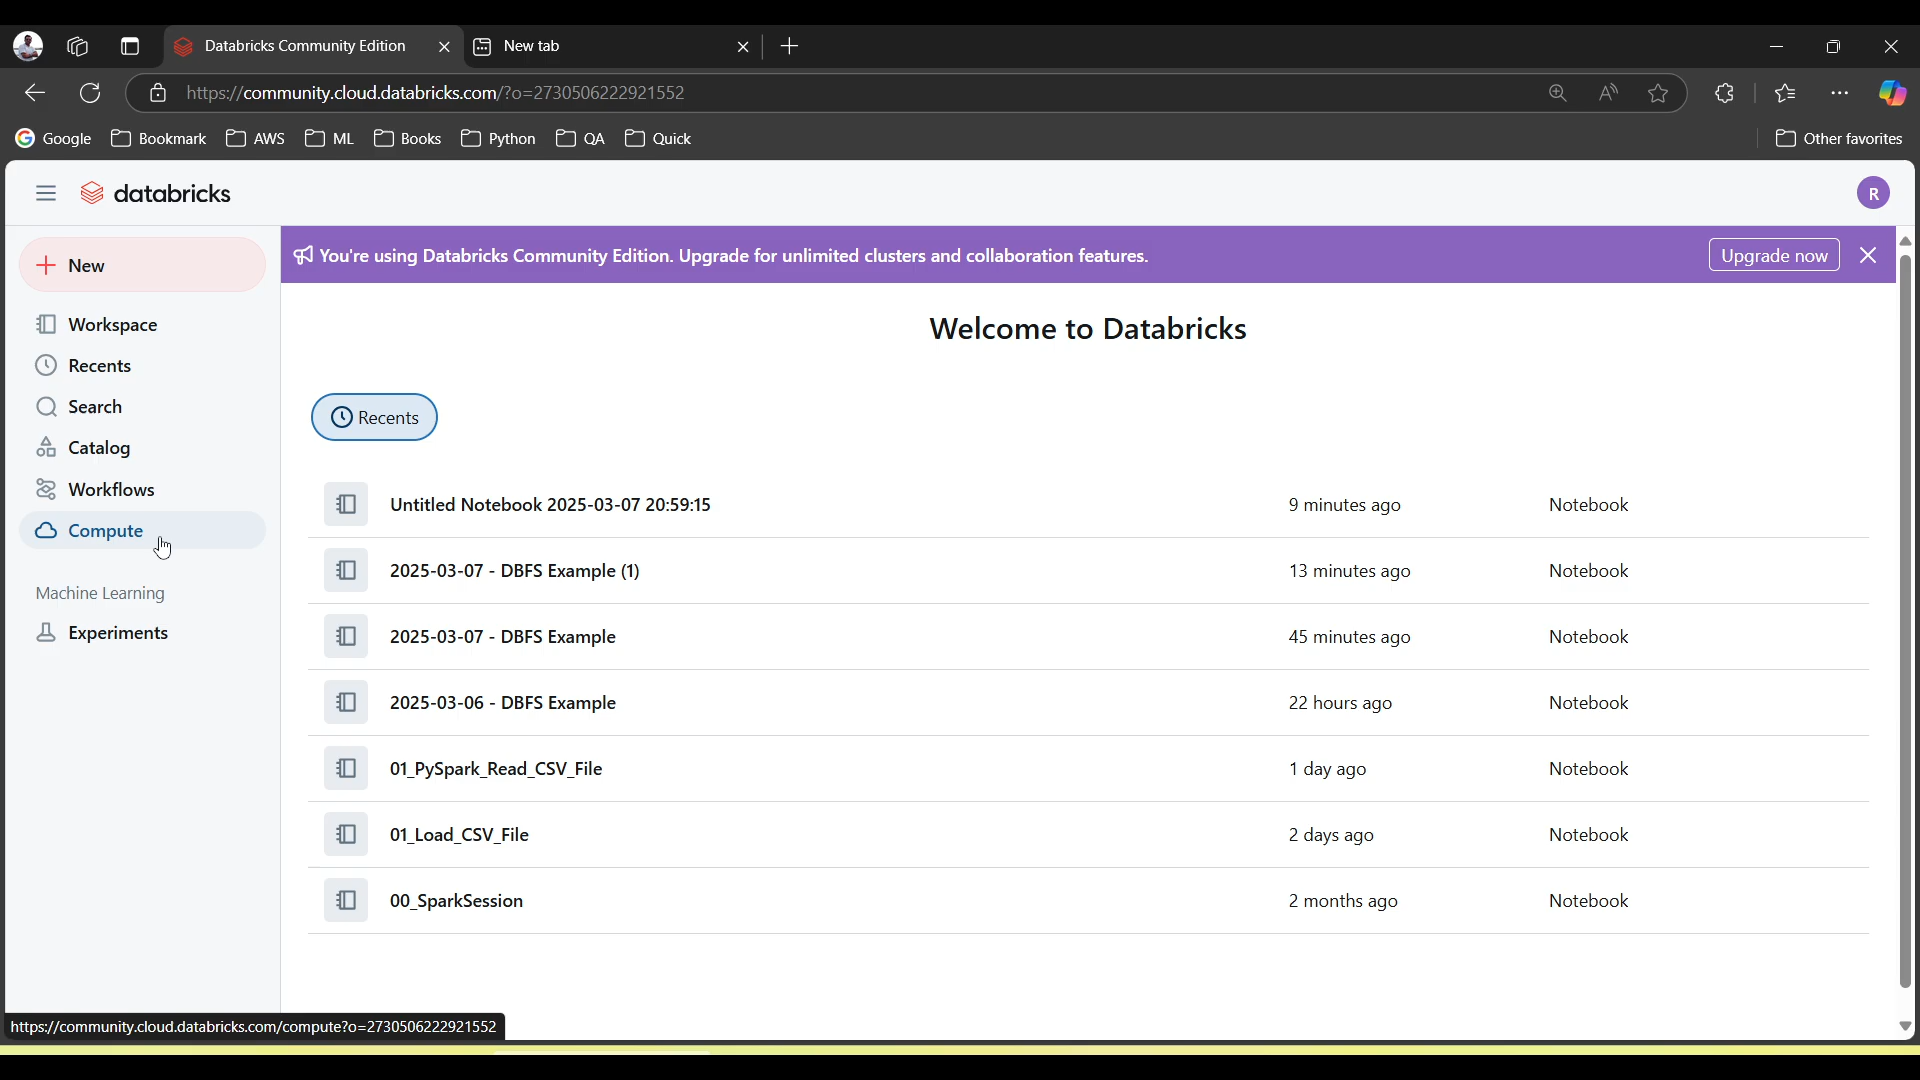 Databricks Community Edition
New tab
https://community.cloud.databricks.com/?o=2730506222921552
Google
Bookmark
AWS
ML
Books
Python
QA
Quick
Other favorites
databricks
R
New
You're using Databricks Community Edition. Upgrade for unlimited clusters and collaboration features.
Upgrade now
Workspace
Recents
Search
Catalog
Workflows
Compute
Machine Learning
Experiments
Welcome to Databricks
Recents
Untitled Notebook 2025-03-07 20:59:15 9 minutes ago Notebook
2025-03-07 - DBFS Example (1) 13 minutes ago Notebook
2025-03-07 - DBFS Example 45 minutes ago Notebook
2025-03-06 - DBFS Example 22 hours ago Notebook
01_PySpark_Read_CSV_File 1 day ago Notebook
01_Load_CSV_File 2 days ago Notebook
00_SparkSession 2 months ago Notebook
https://community.cloud.databricks.com/compute?o=2730506222921552